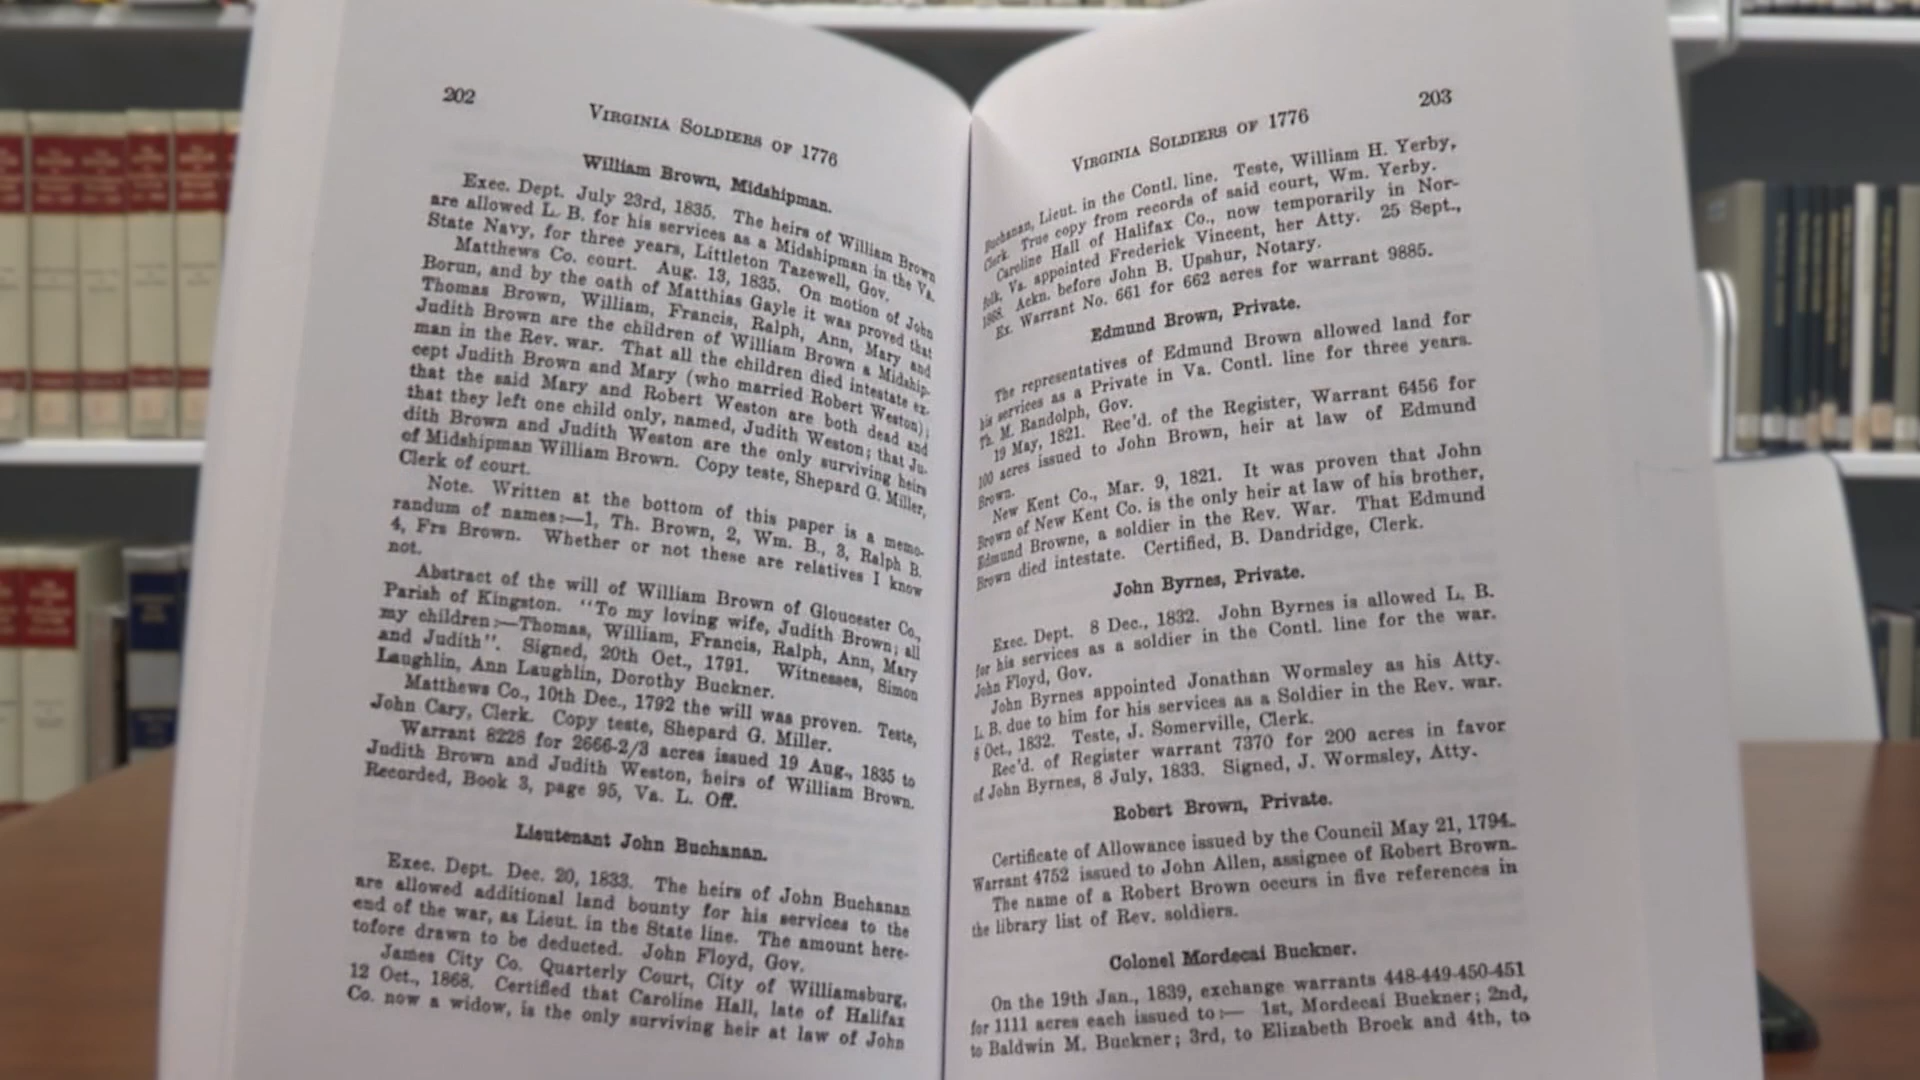 202
VIRGINIA SOLDIERS OF 1776
William Brown, Midshipman.
Exec. Dept. July 23rd, 1835. The heirs of William Brown
are allowed L. B. for his services as a Midshipman in the Va.
State Navy, for three years, Littleton Tazewell, Gov.
Matthews Co. court. Aug. 13, 1835. On motion of John
Borun, and by the oath of Matthias Gayle it was proved that
Thomas Brown, William, Francis, Ralph, Ann, Mary and
Judith Brown are the children of William Brown a Midship-
man in the Rev. war. That all the children died intestate ex-
cept Judith Brown and Mary (who married Robert Weston);
that the said Mary and Robert Weston are both dead and
that they left one child only, named, Judith Weston; that Ju-
dith Brown and Judith Weston are the only surviving heirs
of Midshipman William Brown. Copy teste, Shepard G. Miller,
Clerk of court.
Note. Written at the bottom of this paper is a memo-
randum of names:—1, Th. Brown, 2, Wm. B., 3, Ralph B.
4, Frs Brown. Whether or not these are relatives I know
not.
Abstract of the will of William Brown of Gloucester Co.,
Parish of Kingston. "To my loving wife, Judith Brown; all
my children:—Thomas, William, Francis, Ralph, Ann, Mary
and Judith". Signed, 20th Oct., 1791. Witnesses, Simon
Laughlin, Ann Laughlin, Dorothy Buckner.
Matthews Co., 10th Dec., 1792 the will was proven. Teste,
John Cary, Clerk. Copy teste, Shepard G. Miller.
Warrant 8228 for 2666-2/3 acres issued 19 Aug., 1835 to
Judith Brown and Judith Weston, heirs of William Brown.
Recorded, Book 3, page 95, Va. L. Off.
Lieutenant John Buchanan.
Exec. Dept. Dec. 20, 1833. The heirs of John Buchanan
are allowed additional land bounty for his services to the
end of the war, as Lieut. in the State line. The amount here-
tofore drawn to be deducted. John Floyd, Gov.
James City Co. Quarterly Court, City of Williamsburg,
12 Oct., 1868. Certified that Caroline Hall, late of Halifax
Co. now a widow, is the only surviving heir at law of John
203
VIRGINIA SOLDIERS OF 1776
Buchanan, Lieut. in the Contl. line. Teste, William H. Yerby,
Clerk. True copy from records of said court, Wm. Yerby.
Caroline Hall of Halifax Co., now temporarily in Nor-
folk, Va. appointed Frederick Vincent, her Atty. 25 Sept.,
1868. Ackn. before John B. Upshur, Notary.
Ex. Warrant No. 661 for 662 acres for warrant 9885.
Edmund Brown, Private.
The representatives of Edmund Brown allowed land for
his services as a Private in Va. Contl. line for three years.
Th. M. Randolph, Gov.
19 May, 1821. Rec'd. of the Register, Warrant 6456 for
100 acres issued to John Brown, heir at law of Edmund
Brown.
New Kent Co., Mar. 9, 1821. It was proven that John
Brown of New Kent Co. is the only heir at law of his brother,
Edmund Browne, a soldier in the Rev. War. That Edmund
Brown died intestate. Certified, B. Dandridge, Clerk.
John Byrnes, Private.
Exec. Dept. 8 Dec., 1832. John Byrnes is allowed L. B.
for his services as a soldier in the Contl. line for the war.
John Floyd, Gov.
John Byrnes appointed Jonathan Wormsley as his Atty.
L. B. due to him for his services as a Soldier in the Rev. war.
8 Oct., 1832. Teste, J. Somerville, Clerk.
Rec'd. of Register warrant 7370 for 200 acres in favor
of John Byrnes, 8 July, 1833. Signed, J. Wormsley, Atty.
Robert Brown, Private.
Certificate of Allowance issued by the Council May 21, 1794.
Warrant 4752 issued to John Allen, assignee of Robert Brown.
The name of a Robert Brown occurs in five references in
the library list of Rev. soldiers.
Colonel Mordecai Buckner.
On the 19th Jan., 1839, exchange warrants 448-449-450-451
for 1111 acres each issued to:— 1st, Mordecai Buckner; 2nd,
to Baldwin M. Buckner; 3rd, to Elizabeth Brock and 4th, to